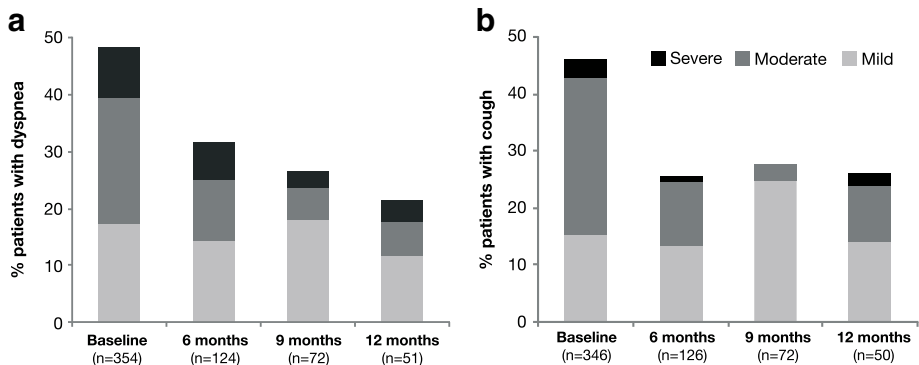 a
% patients with dyspnea
50
40
30
20
10
0
Baseline
(n=354)
6 months
(n=124)
9 months
(n=72)
12 months
(n=51)
b
% patients with cough
50
40
30
20
10
0
Severe
Moderate
Mild
Baseline
(n=346)
6 months
(n=126)
9 months
(n=72)
12 months
(n=50)